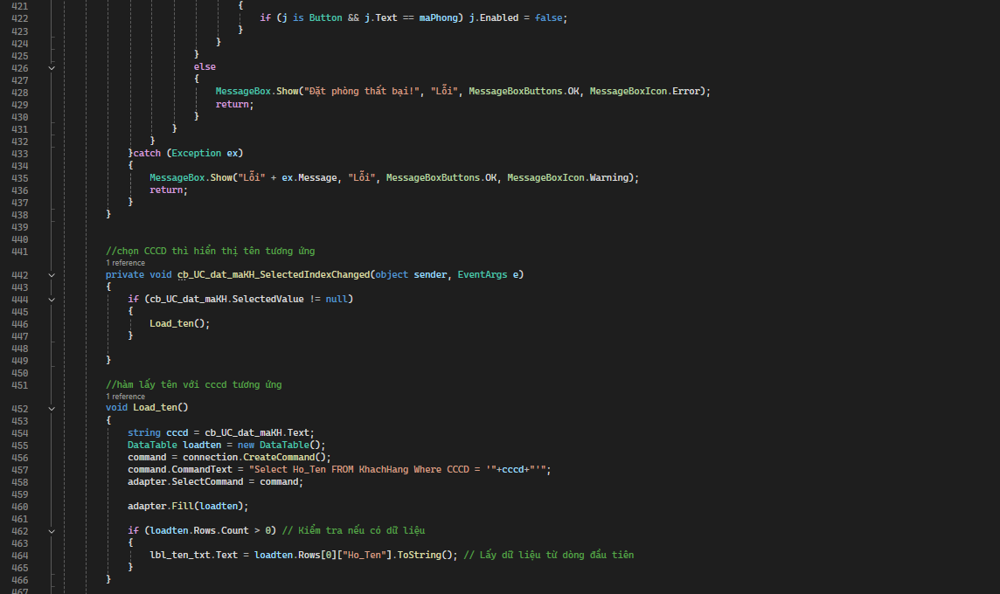 421 {
422 if (j is Button && j.Text == maPhong) j.Enabled = false;
423 }
424 }
425 }
426 else
427 {
428 MessageBox.Show("Đặt phòng thất bại!", "Lỗi", MessageBoxButtons.OK, MessageBoxIcon.Error);
429 return;
430 }
431 }
432 }
433 }catch (Exception ex)
434 {
435 MessageBox.Show("Lỗi" + ex.Message, "Lỗi", MessageBoxButtons.OK, MessageBoxIcon.Warning);
436 return;
437 }
438 }
439
440
441 //chọn CCCD thì hiển thị tên tương ứng
1 reference
442 private void cb_UC_dat_maKH_SelectedIndexChanged(object sender, EventArgs e)
443 {
444 if (cb_UC_dat_maKH.SelectedValue != null)
445 {
446 Load_ten();
447 }
448
449 }
450
451 //hàm lấy tên với cccd tương ứng
1 reference
452 void Load_ten()
453 {
454 string cccd = cb_UC_dat_maKH.Text;
455 DataTable loadten = new DataTable();
456 command = connection.CreateCommand();
457 command.CommandText = "Select Ho_Ten FROM KhachHang Where CCCD = '"+cccd+"'";
458 adapter.SelectCommand = command;
459
460 adapter.Fill(loadten);
461
462 if (loadten.Rows.Count > 0) // Kiểm tra nếu có dữ liệu
463 {
464 lbl_ten_txt.Text = loadten.Rows[0]["Ho_Ten"].ToString(); // Lấy dữ liệu từ dòng đầu tiên
465 }
466 }
467